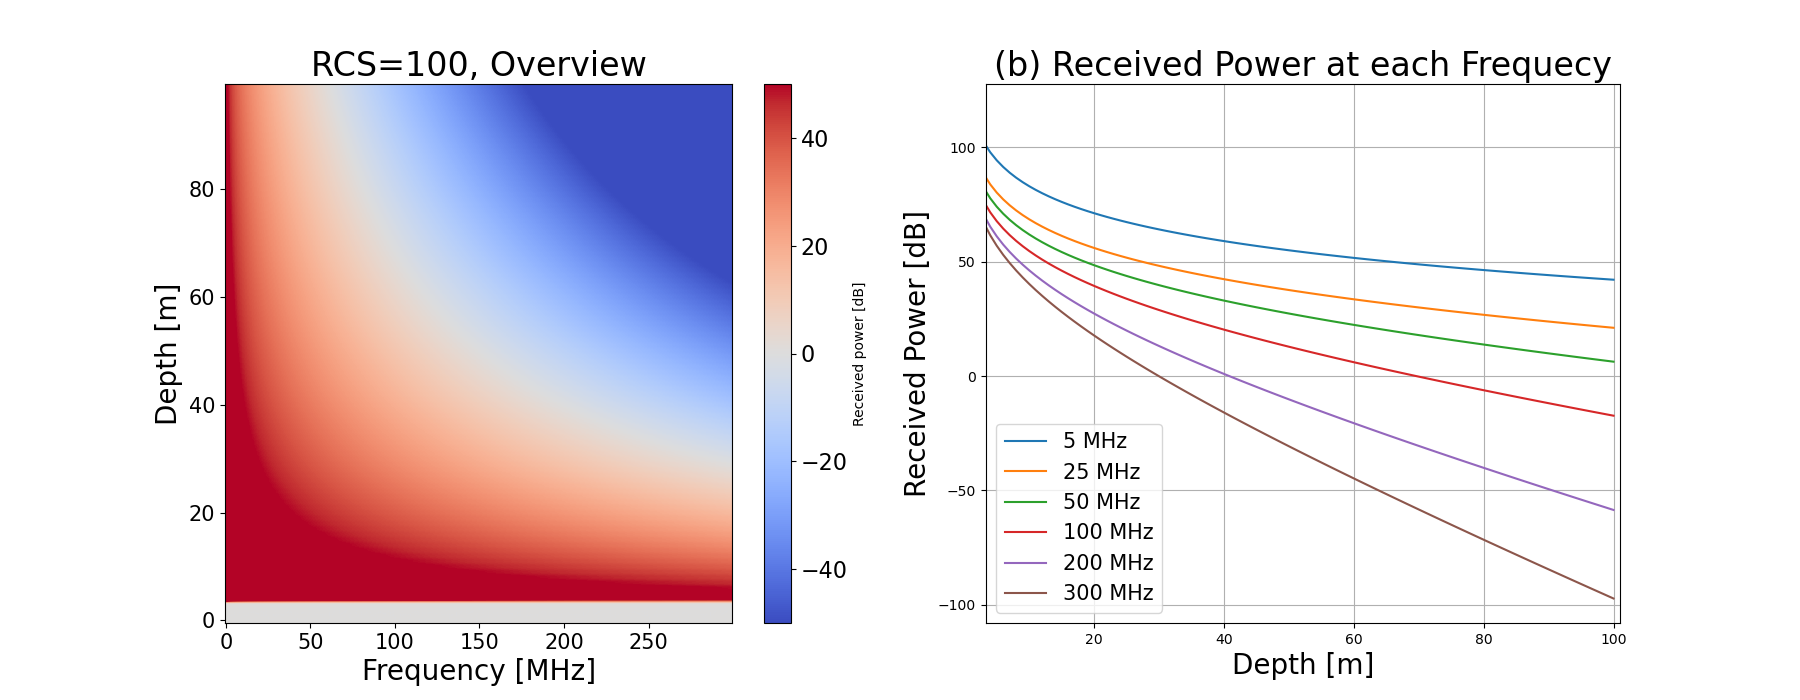 RCS=100, Overview
80
60
40
20
0
Depth [m]
0
50
100
150
200
250
Frequency [MHz]
40
20
0
−20
−40
Received power [dB]
(b) Received Power at each Frequecy
100
50
0
−50
−100
Received Power [dB]
5 MHz
25 MHz
50 MHz
100 MHz
200 MHz
300 MHz
20
40
60
80
100
Depth [m]